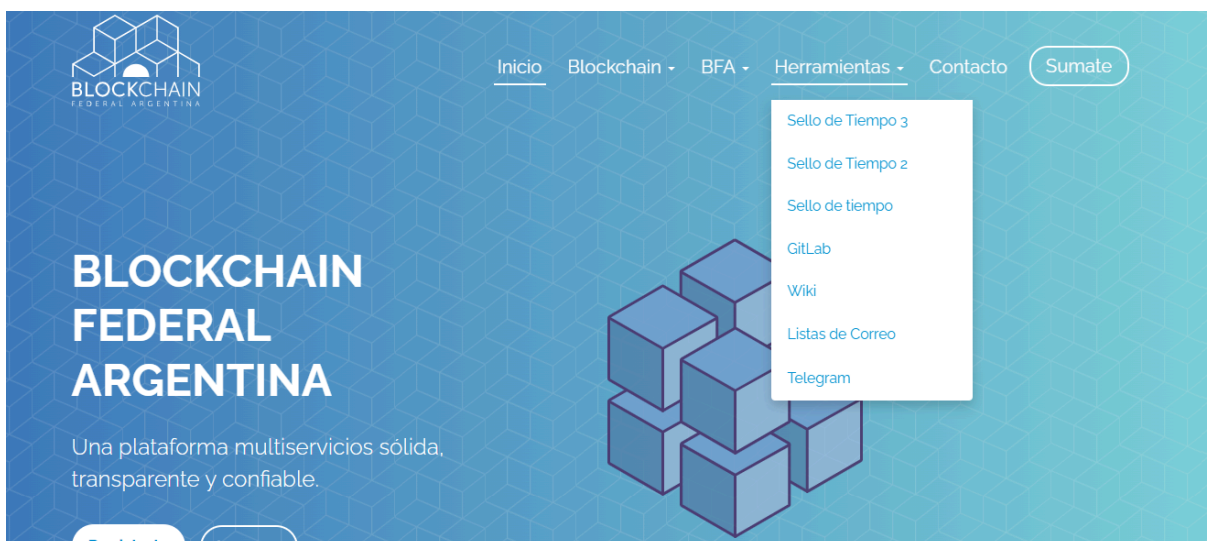 BLOCKCHAIN
FEDERAL ARGENTINA
Inicio
Blockchain
BFA
Herramientas
Contacto
Sumate
Sello de Tiempo 3
Sello de Tiempo 2
Sello de tiempo
GitLab
Wiki
Listas de Correo
Telegram
BLOCKCHAIN
FEDERAL
ARGENTINA
Una plataforma multiservicios sólida,
transparente y confiable.